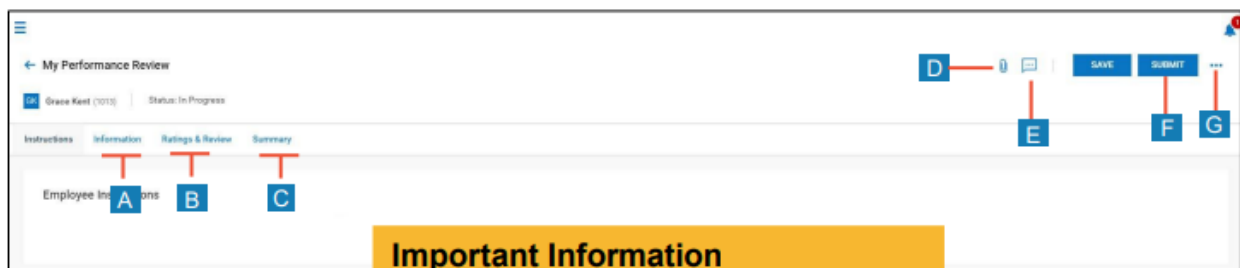 1
My Performance Review
D
SAVE
SUBMIT
GK Grace Kent (1013) Status: In Progress
E
F
G
Instructions Information Ratings & Review Summary
A
B
C
Employee Ins ons
Important Information